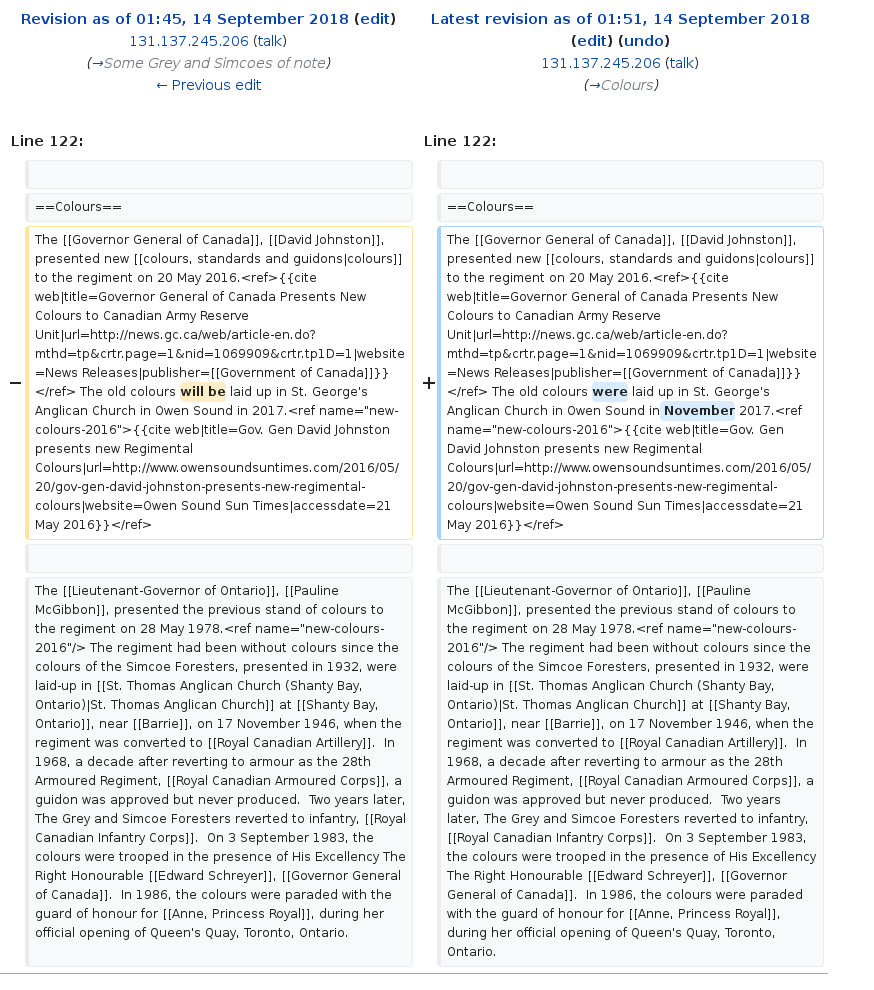 Revision as of 01:45, 14 September 2018 (edit)
131.137.245.206 (talk)
(→Some Grey and Simcoes of note)
← Previous edit
Latest revision as of 01:51, 14 September 2018
(edit) (undo)
131.137.245.206 (talk)
(→Colours)
Line 122:
Line 122:
==Colours==
==Colours==
−
The [[Governor General of Canada]], [[David Johnston]],
presented new [[colours, standards and guidons|colours]]
to the regiment on 20 May 2016.<ref>{{cite
web|title=Governor General of Canada Presents New
Colours to Canadian Army Reserve
Unit|url=http://news.gc.ca/web/article-en.do?
mthd=tp&crtr.page=1&nid=1069909&crtr.tp1D=1|website
=News Releases|publisher=[[Government of Canada]]}}
</ref> The old colours will be laid up in St. George's
Anglican Church in Owen Sound in 2017.<ref name="new-
colours-2016">{{cite web|title=Gov. Gen David Johnston
presents new Regimental
Colours|url=http://www.owensoundsuntimes.com/2016/05/
20/gov-gen-david-johnston-presents-new-regimental-
colours|website=Owen Sound Sun Times|accessdate=21
May 2016}}</ref>
+
The [[Governor General of Canada]], [[David Johnston]],
presented new [[colours, standards and guidons|colours]]
to the regiment on 20 May 2016.<ref>{{cite
web|title=Governor General of Canada Presents New
Colours to Canadian Army Reserve
Unit|url=http://news.gc.ca/web/article-en.do?
mthd=tp&crtr.page=1&nid=1069909&crtr.tp1D=1|website
=News Releases|publisher=[[Government of Canada]]}}
</ref> The old colours were laid up in St. George's
Anglican Church in Owen Sound in November 2017.<ref
name="new-colours-2016">{{cite web|title=Gov. Gen
David Johnston presents new Regimental
Colours|url=http://www.owensoundsuntimes.com/2016/05/
20/gov-gen-david-johnston-presents-new-regimental-
colours|website=Owen Sound Sun Times|accessdate=21
May 2016}}</ref>
The [[Lieutenant-Governor of Ontario]], [[Pauline
McGibbon]], presented the previous stand of colours to
the regiment on 28 May 1978.<ref name="new-colours-
2016"/> The regiment had been without colours since the
colours of the Simcoe Foresters, presented in 1932, were
laid-up in [[St. Thomas Anglican Church (Shanty Bay,
Ontario)|St. Thomas Anglican Church]] at [[Shanty Bay,
Ontario]], near [[Barrie]], on 17 November 1946, when the
regiment was converted to [[Royal Canadian Artillery]].  In
1968, a decade after reverting to armour as the 28th
Armoured Regiment, [[Royal Canadian Armoured Corps]], a
guidon was approved but never produced.  Two years later,
The Grey and Simcoe Foresters reverted to infantry, [[Royal
Canadian Infantry Corps]].  On 3 September 1983, the
colours were trooped in the presence of His Excellency The
Right Honourable [[Edward Schreyer]], [[Governor General
of Canada]].  In 1986, the colours were paraded with the
guard of honour for [[Anne, Princess Royal]], during her
official opening of Queen's Quay, Toronto, Ontario.
The [[Lieutenant-Governor of Ontario]], [[Pauline
McGibbon]], presented the previous stand of colours to
the regiment on 28 May 1978.<ref name="new-colours-
2016"/> The regiment had been without colours since the
colours of the Simcoe Foresters, presented in 1932, were
laid-up in [[St. Thomas Anglican Church (Shanty Bay,
Ontario)|St. Thomas Anglican Church]] at [[Shanty Bay,
Ontario]], near [[Barrie]], on 17 November 1946, when the
regiment was converted to [[Royal Canadian Artillery]].  In
1968, a decade after reverting to armour as the 28th
Armoured Regiment, [[Royal Canadian Armoured Corps]], a
guidon was approved but never produced.  Two years
later, The Grey and Simcoe Foresters reverted to infantry,
[[Royal Canadian Infantry Corps]].  On 3 September 1983,
the colours were trooped in the presence of His Excellency
The Right Honourable [[Edward Schreyer]], [[Governor
General of Canada]].  In 1986, the colours were paraded
with the guard of honour for [[Anne, Princess Royal]],
during her official opening of Queen's Quay, Toronto,
Ontario.